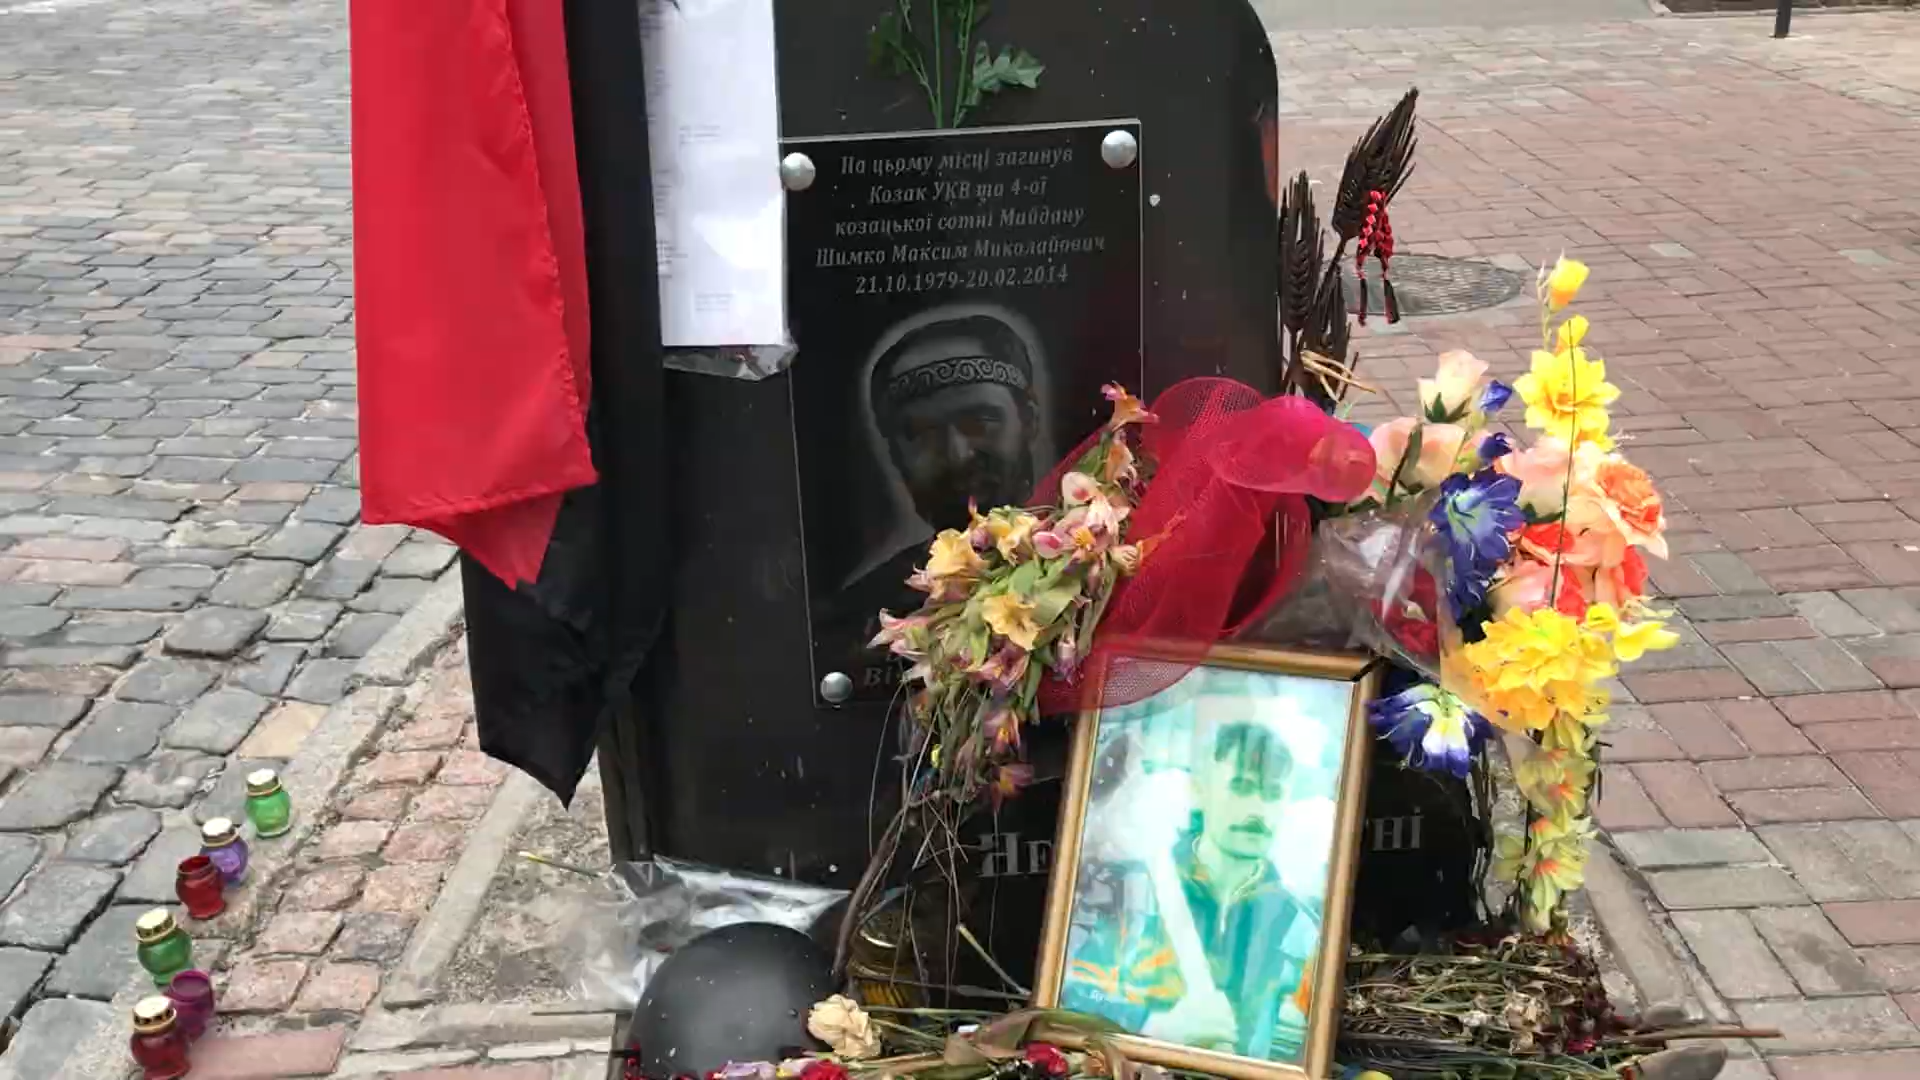 На цьому місці загинув
Козак УКВ та 4-ої
козацької сотні Майдану
Шимко Максим Миколайович
21.10.1979-20.02.2014